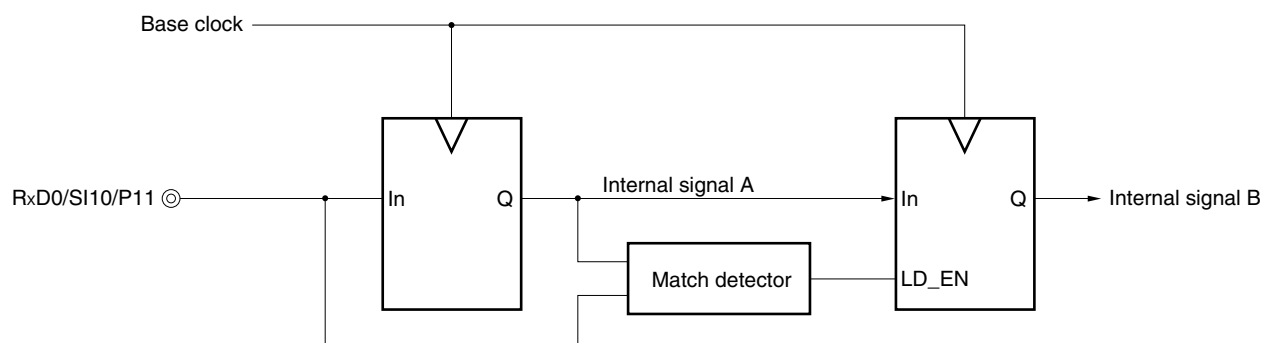 Base clock
RxD0/SI10/P11
In
Q
Internal signal A
In
Q
Internal signal B
Match detector
LD_EN